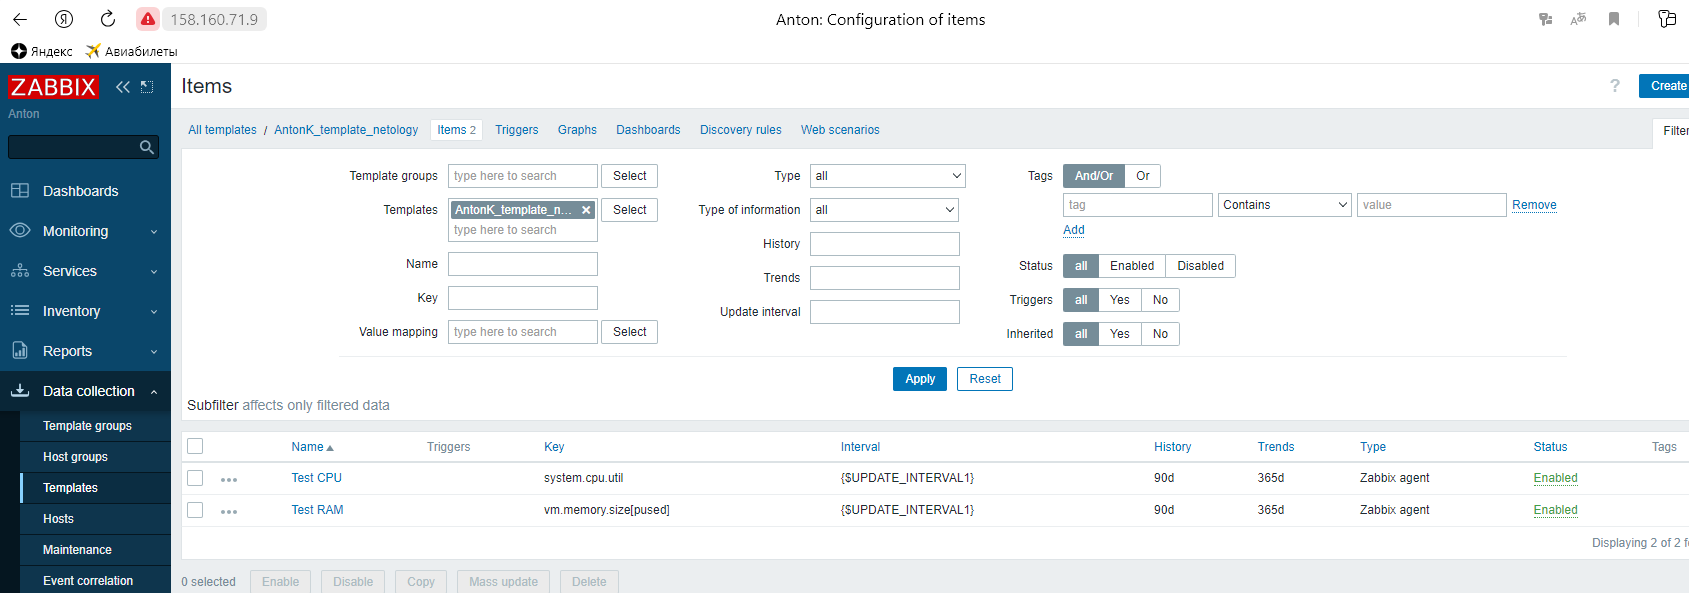 158.160.71.9 Anton: Configuration of items
Яндекс Авиабилеты
ZABBIX Items ? Create
Anton
All templates / AntonK_template_netology Items 2 Triggers Graphs Dashboards Discovery rules Web scenarios Filter
Template groups type here to search Select Type all Tags And/Or Or
Templates AntonK_template_n... Select Type of information all tag Contains value Remove
type here to search Add
History
Name Trends Status all Enabled Disabled
Key Update interval Triggers all Yes No
Value mapping type here to search Select Inherited all Yes No
Apply Reset
Subfilter affects only filtered data
Dashboards
Monitoring
Services
Inventory
Reports
Data collection
Template groups
Host groups
Templates
Hosts
Maintenance
Event correlation
Name Triggers Key Interval History Trends Type Status Tags
Test CPU system.cpu.util {$UPDATE_INTERVAL1} 90d 365d Zabbix agent Enabled
Test RAM vm.memory.size[pused] {$UPDATE_INTERVAL1} 90d 365d Zabbix agent Enabled
Displaying 2 of 2 f
0 selected Enable Disable Copy Mass update Delete